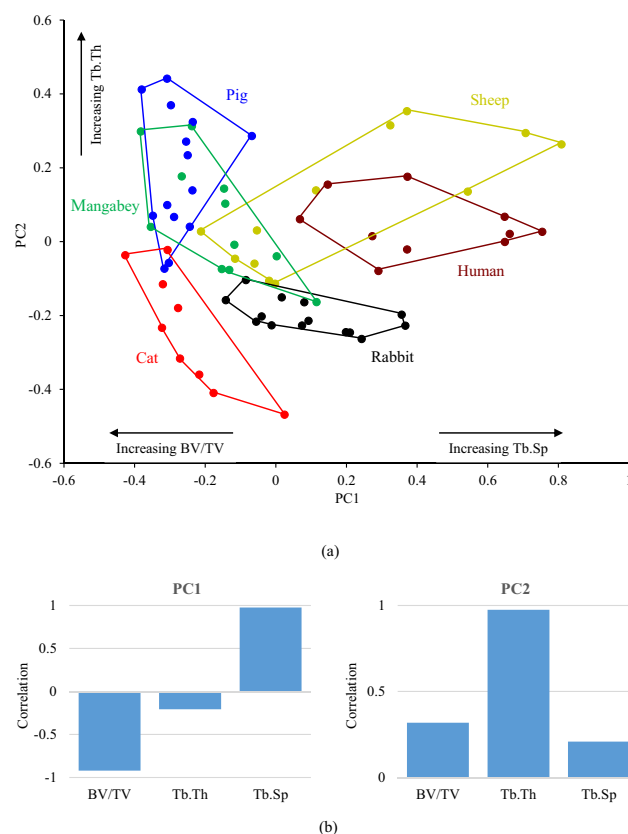 0.6
Increasing Tb.Th
Pig
Sheep
0.4
Mangabey
0.2
PC2
0
Human
-0.2
Cat
Rabbit
-0.4
Increasing BV/TV
Increasing Tb.Sp
-0.6
-0.6 -0.4 -0.2 0 0.2 0.4 0.6 0.8 1
PC1
(a)
PC1
1
0.5
0
-0.5
-1
Correlation
BV/TV Tb.Th Tb.Sp
PC2
1
0.5
0
Correlation
BV/TV Tb.Th Tb.Sp
(b)